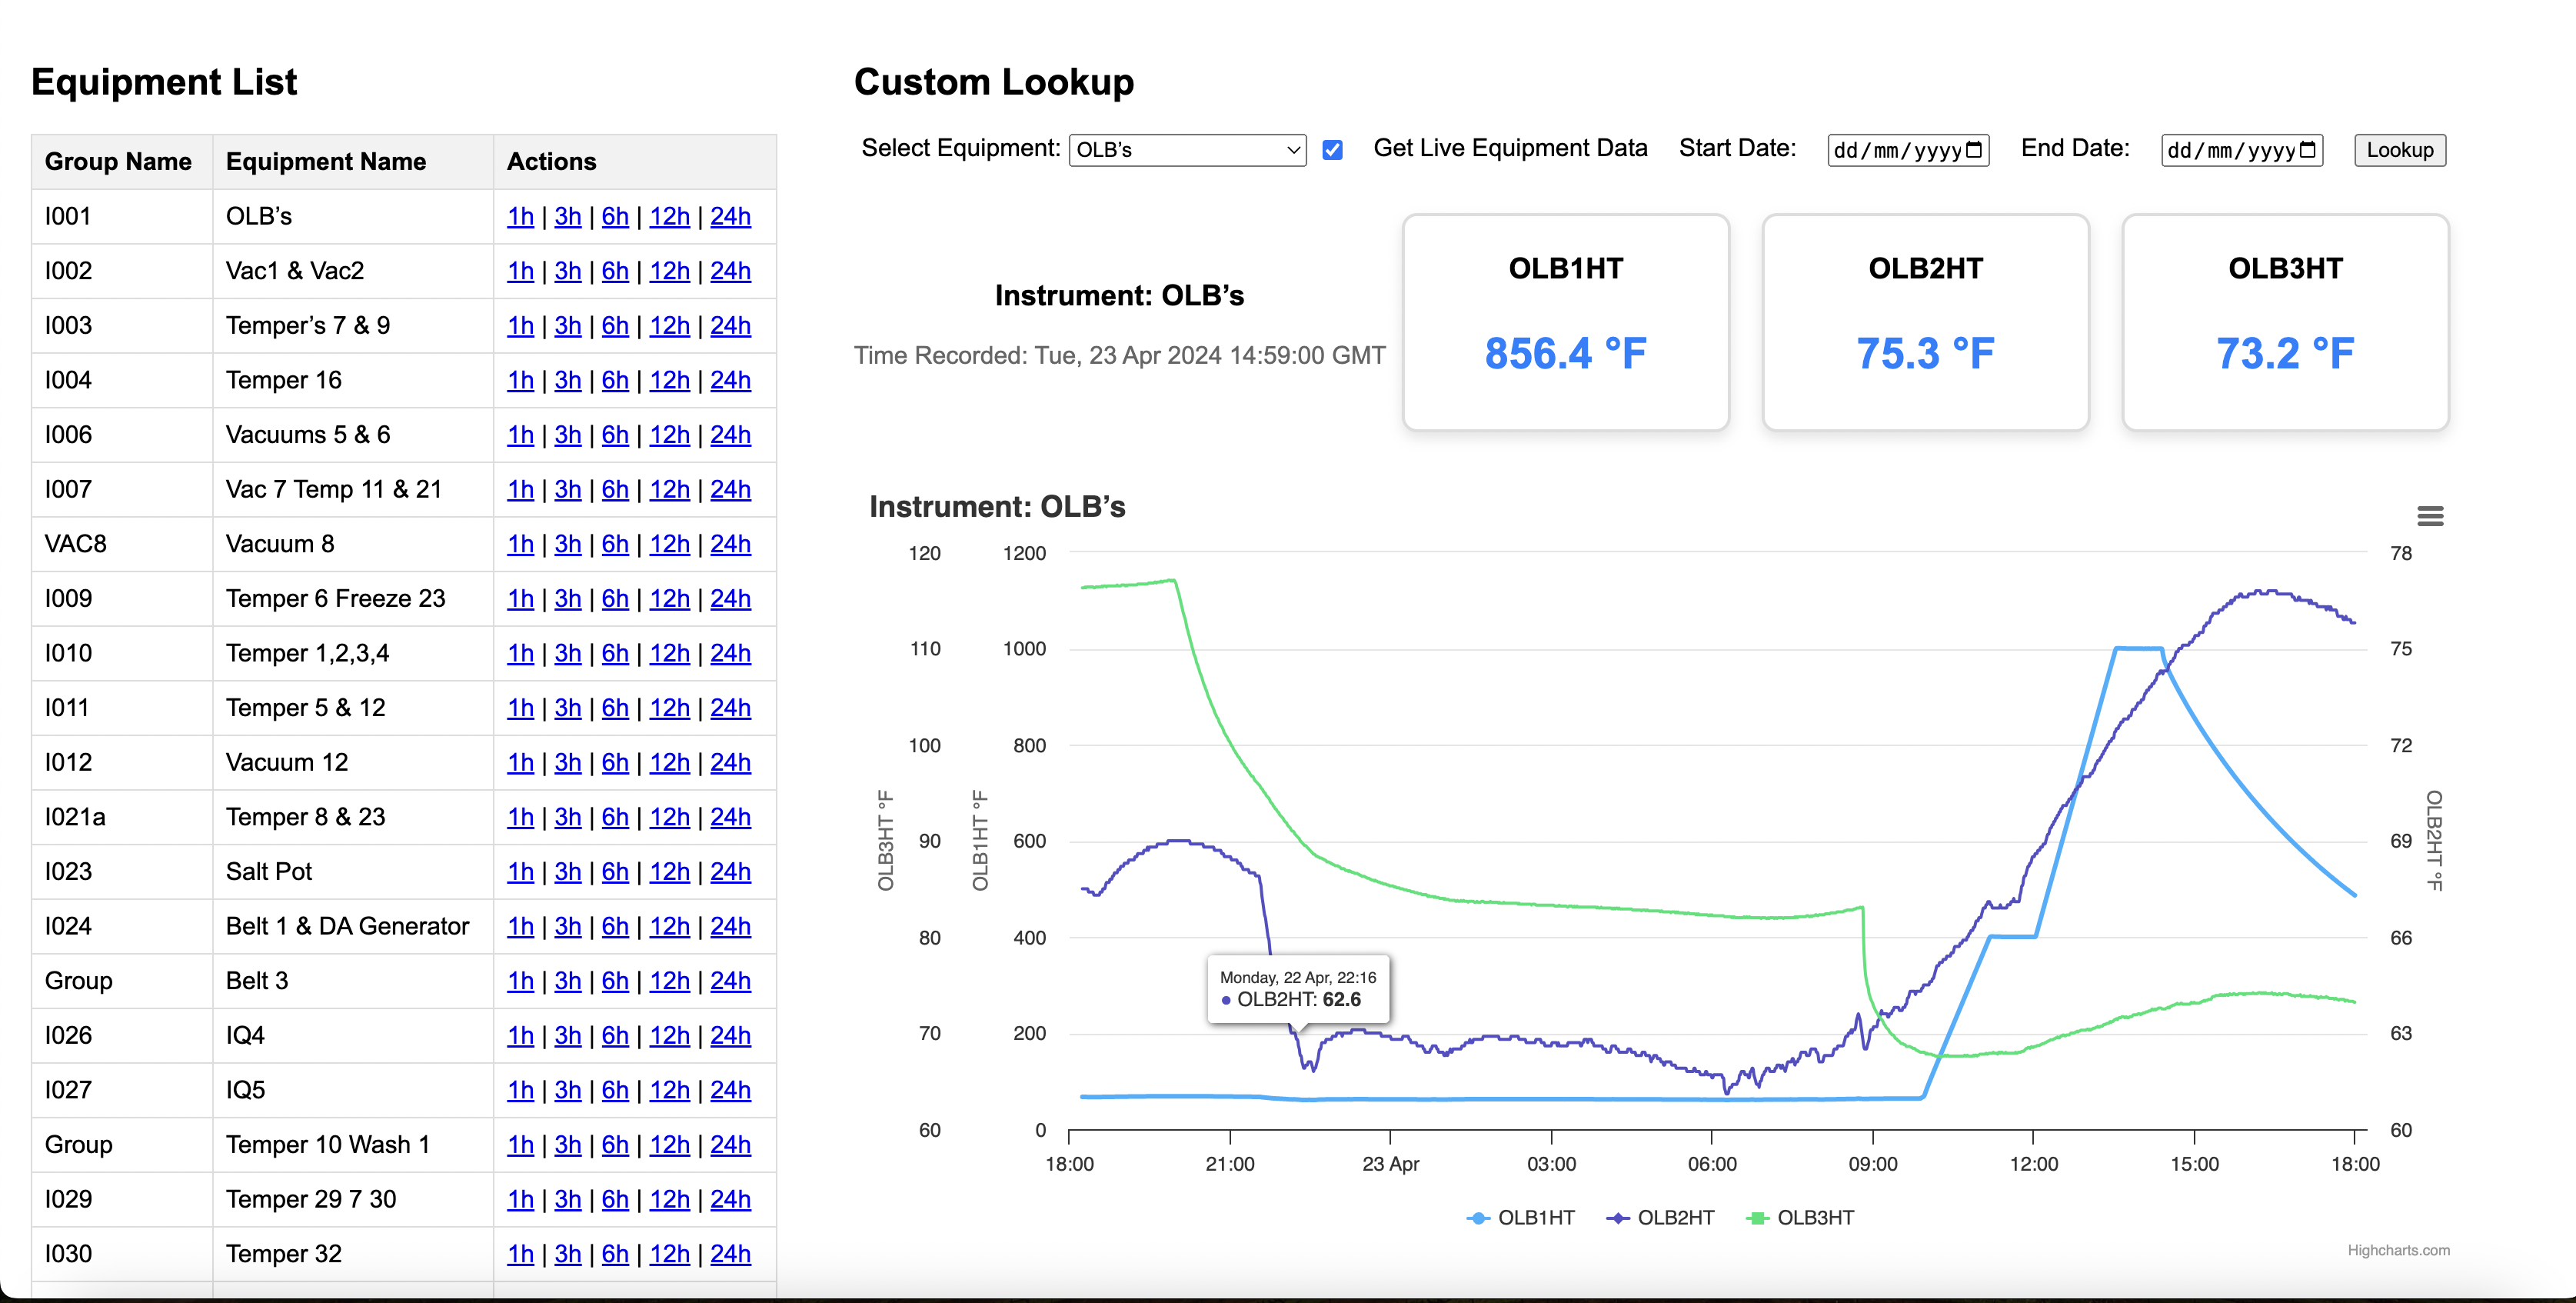 Equipment List
Group Name Equipment Name Actions
I001 OLB’s 1h | 3h | 6h | 12h | 24h
I002 Vac1 & Vac2 1h | 3h | 6h | 12h | 24h
I003 Temper’s 7 & 9 1h | 3h | 6h | 12h | 24h
I004 Temper 16 1h | 3h | 6h | 12h | 24h
I006 Vacuums 5 & 6 1h | 3h | 6h | 12h | 24h
I007 Vac 7 Temp 11 & 21 1h | 3h | 6h | 12h | 24h
VAC8 Vacuum 8 1h | 3h | 6h | 12h | 24h
I009 Temper 6 Freeze 23 1h | 3h | 6h | 12h | 24h
I010 Temper 1,2,3,4 1h | 3h | 6h | 12h | 24h
I011 Temper 5 & 12 1h | 3h | 6h | 12h | 24h
I012 Vacuum 12 1h | 3h | 6h | 12h | 24h
I021a Temper 8 & 23 1h | 3h | 6h | 12h | 24h
I023 Salt Pot 1h | 3h | 6h | 12h | 24h
I024 Belt 1 & DA Generator 1h | 3h | 6h | 12h | 24h
Group Belt 3 1h | 3h | 6h | 12h | 24h
I026 IQ4 1h | 3h | 6h | 12h | 24h
I027 IQ5 1h | 3h | 6h | 12h | 24h
Group Temper 10 Wash 1 1h | 3h | 6h | 12h | 24h
I029 Temper 29 7 30 1h | 3h | 6h | 12h | 24h
I030 Temper 32 1h | 3h | 6h | 12h | 24h
Custom Lookup
Select Equipment: OLB’s Get Live Equipment Data Start Date: dd/mm/yyyy End Date: dd/mm/yyyy Lookup
Instrument: OLB’s
Time Recorded: Tue, 23 Apr 2024 14:59:00 GMT
OLB1HT
856.4 °F
OLB2HT
75.3 °F
OLB3HT
73.2 °F
Instrument: OLB’s
120 1200 78
110 1000 75
100 800 72
90 600 69
80 400 66
70 200 63
60 0 60
OLB3HT °F
OLB1HT °F
OLB2HT °F
Monday, 22 Apr, 22:16
OLB2HT: 62.6
18:00 21:00 23 Apr 03:00 06:00 09:00 12:00 15:00 18:00
OLB1HT OLB2HT OLB3HT
Highcharts.com